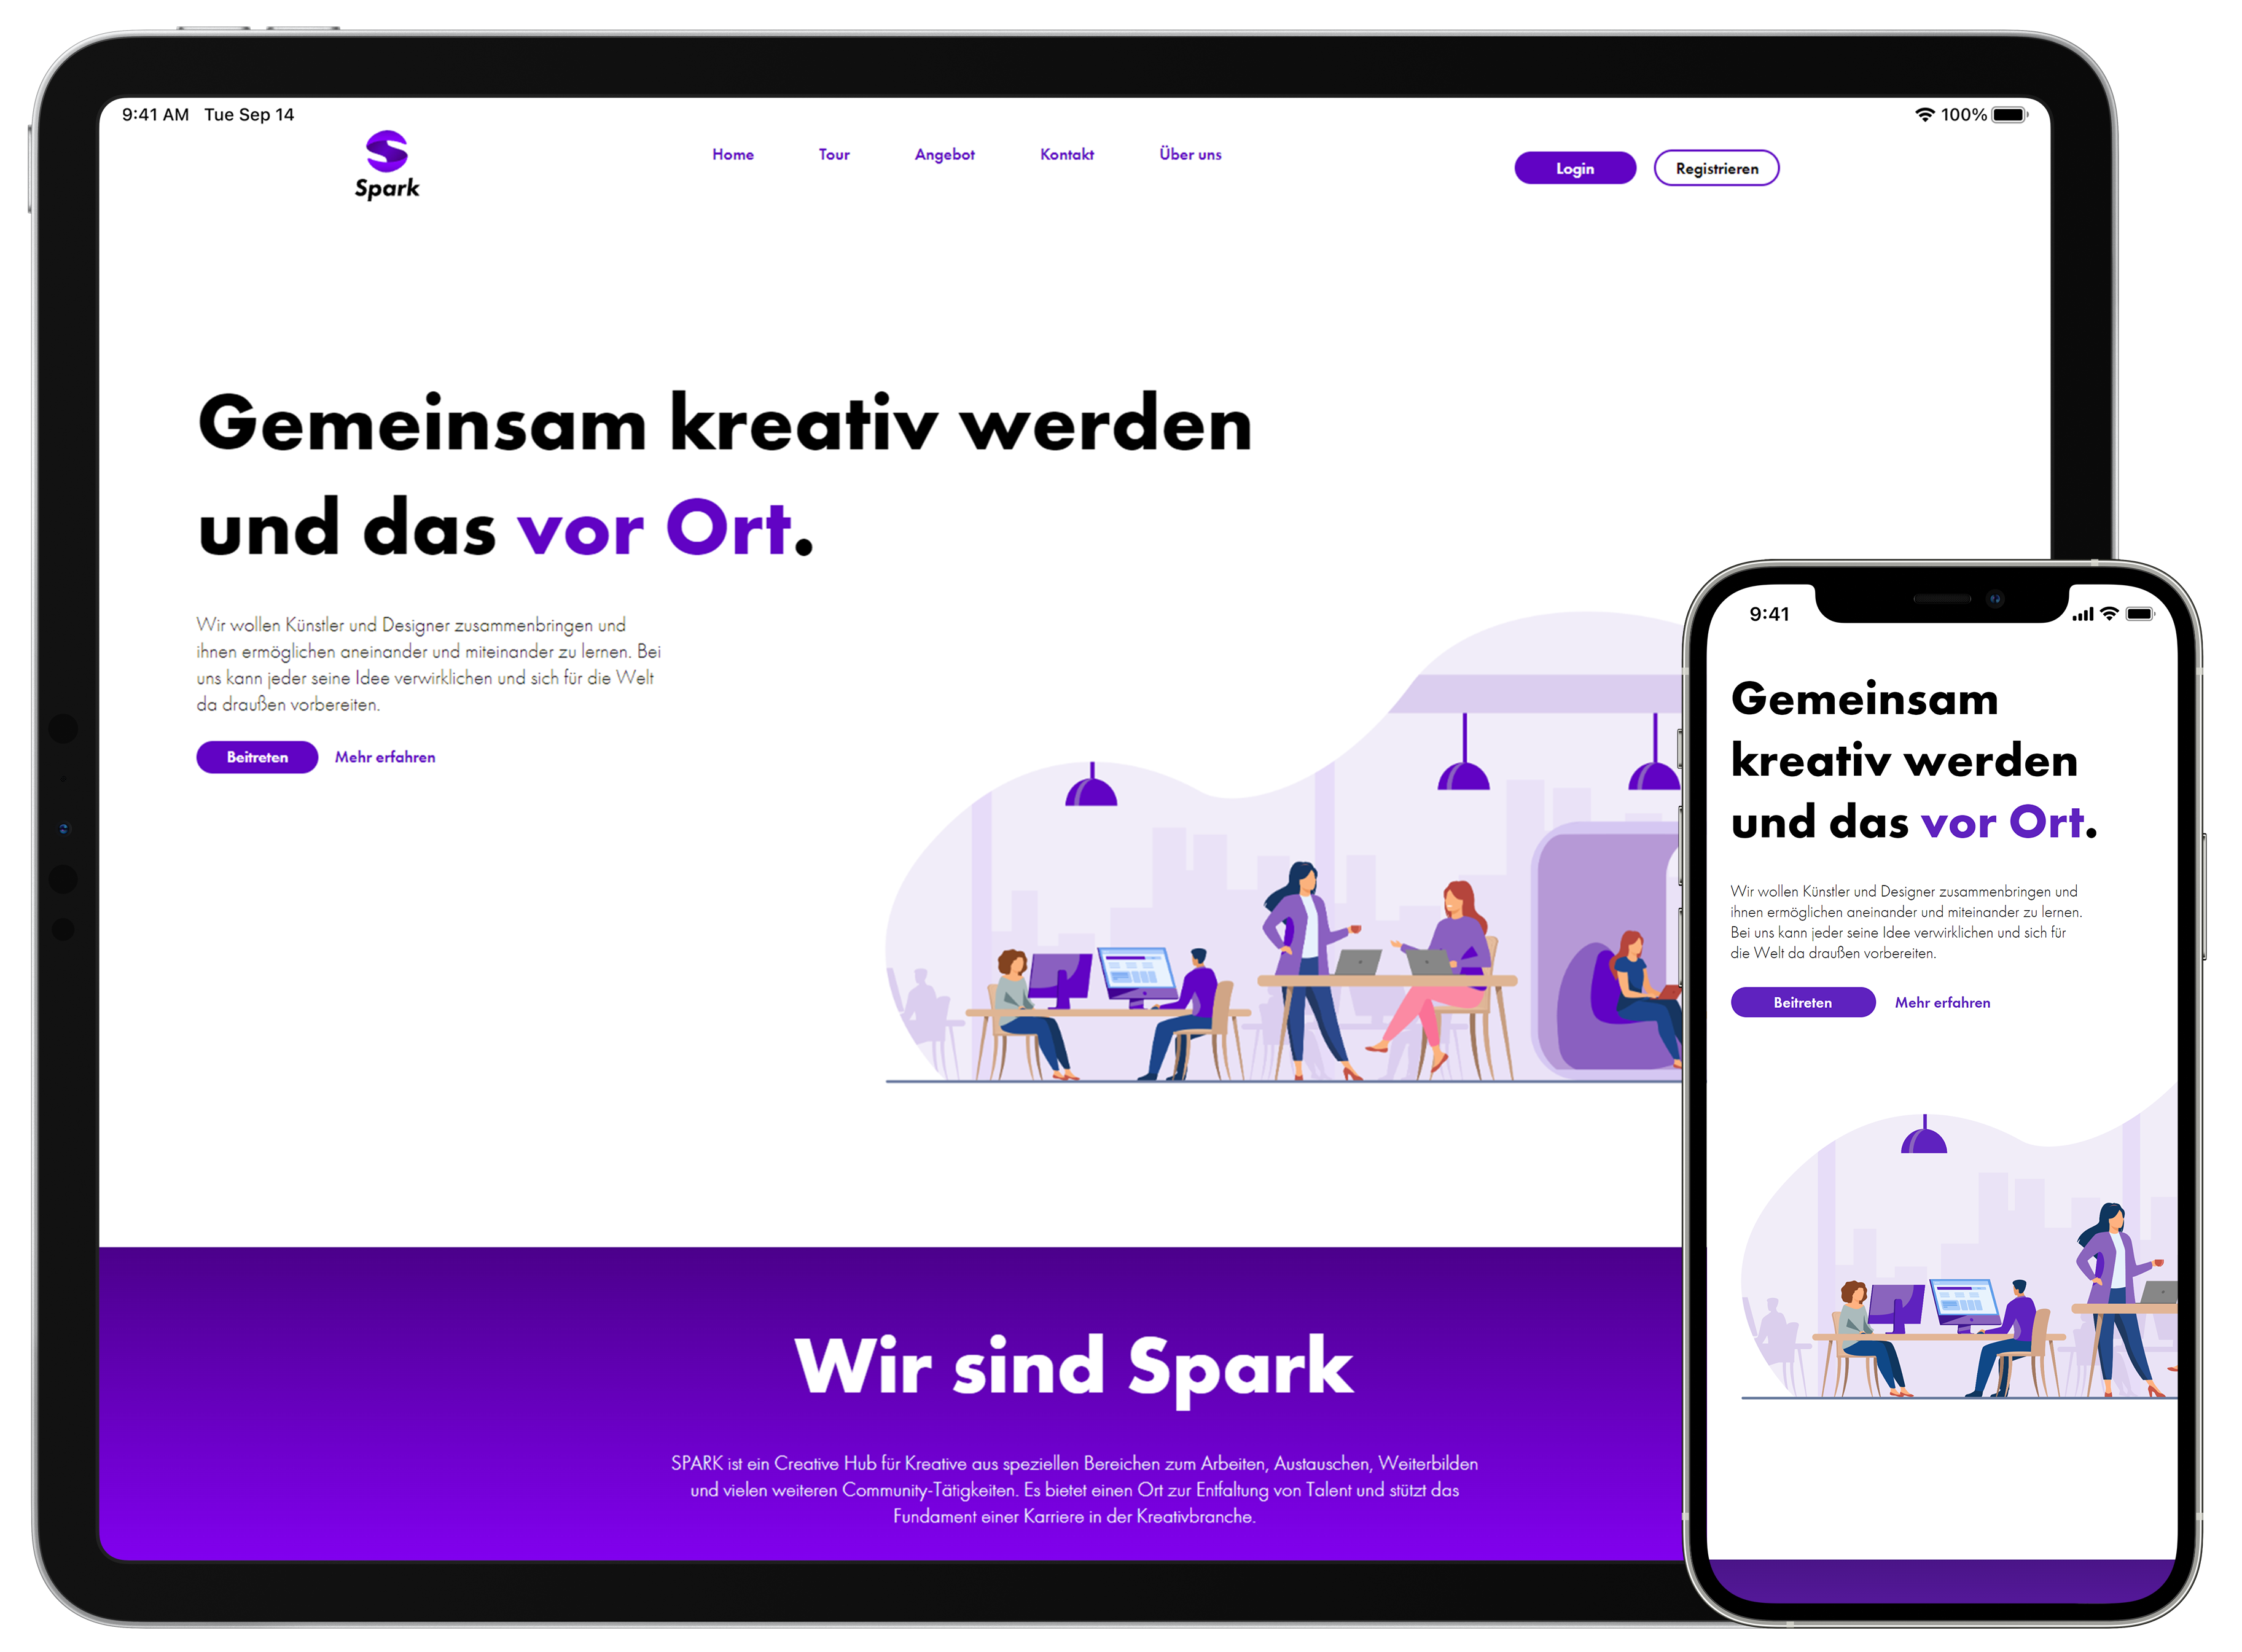 9:41 AM Tue Sep 14
100%
Spark
Home Tour Angebot Kontakt Über uns
Login Registrieren
Gemeinsam kreativ werden
und das vor Ort.
Wir wollen Künstler und Designer zusammenbringen und
ihnen ermöglichen aneinander und miteinander zu lernen. Bei
uns kann jeder seine Idee verwirklichen und sich für die Welt
da draußen vorbereiten.
Beitreten Mehr erfahren
Wir sind Spark
SPARK ist ein Creative Hub für Kreative aus speziellen Bereichen zum Arbeiten, Austauschen, Weiterbilden
und vielen weiteren Community-Tätigkeiten. Es bietet einen Ort zur Entfaltung von Talent und stützt das
Fundament einer Karriere in der Kreativbranche.
9:41
Gemeinsam
kreativ werden
und das vor Ort.
Wir wollen Künstler und Designer zusammenbringen und
ihnen ermöglichen aneinander und miteinander zu lernen.
Bei uns kann jeder seine Idee verwirklichen und sich für
die Welt da draußen vorbereiten.
Beitreten Mehr erfahren